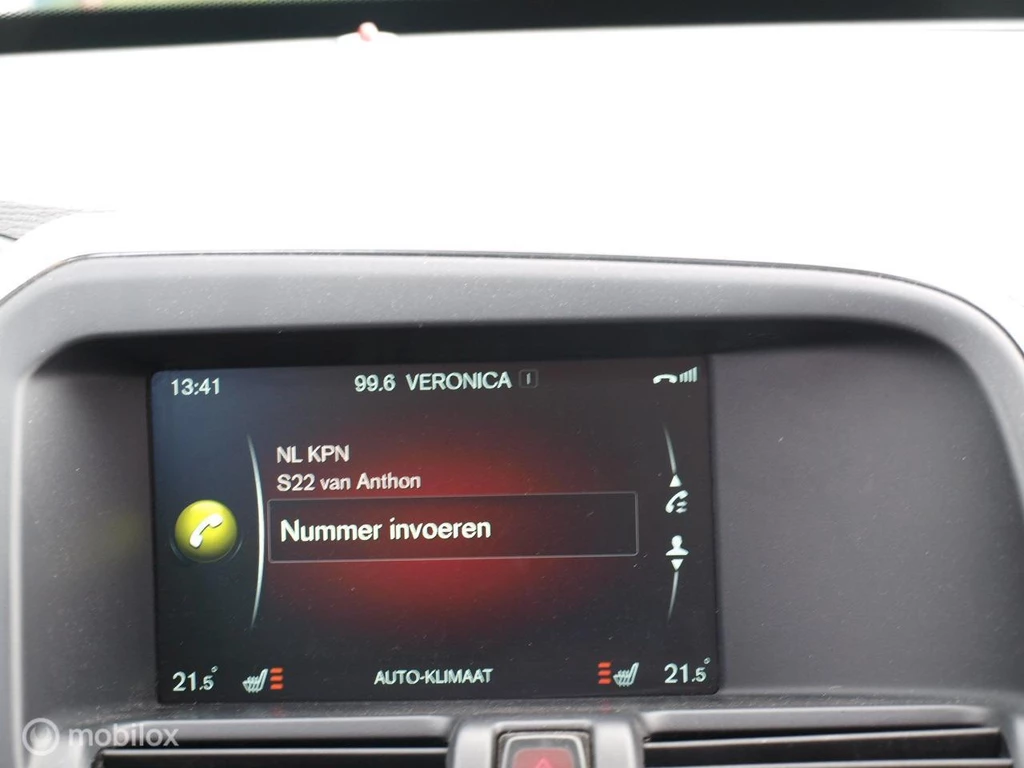 13:41
99.6 VERONICA 1
NL KPN
S22 van Anthon
Nummer invoeren
21.5°
AUTO-KLIMAAT
21.5°
mobilox